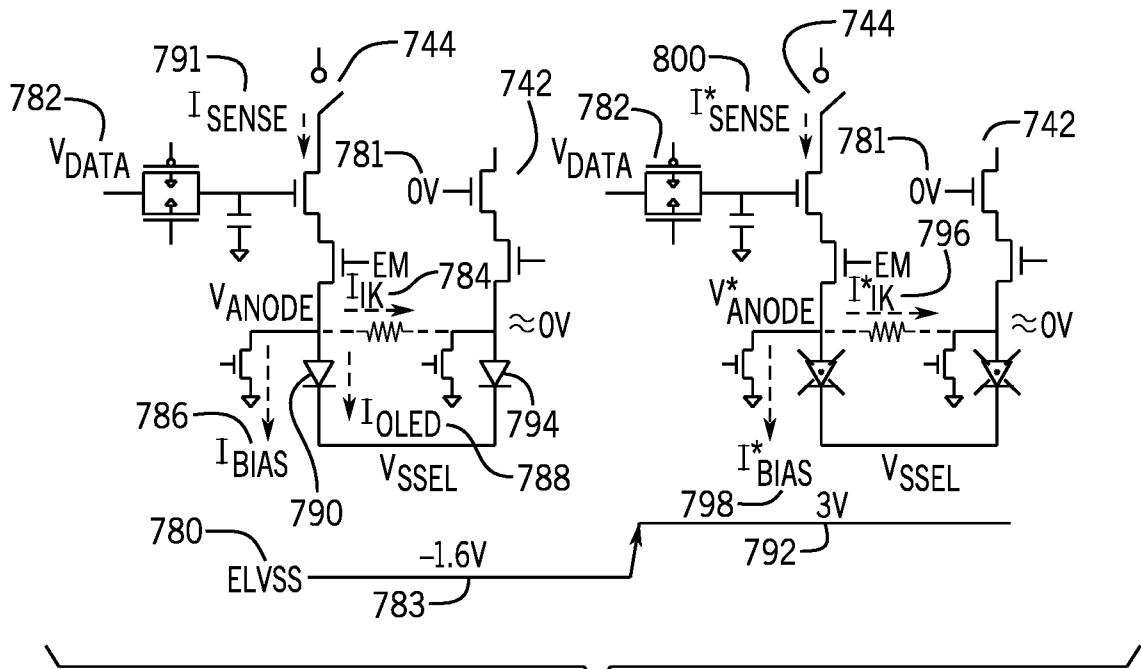 791
744
782
I SENSE
742
V DATA
781
0V
EM
I IK
784
V ANODE
≈0V
786
I BIAS
I OLED
794
V SSEL
788
790
744
800
782
I* SENSE
742
V DATA
781
0V
796
EM
I* IK
V* ANODE
≈0V
I* BIAS
V SSEL
798
3V
792
780
ELVSS
–1.6V
783